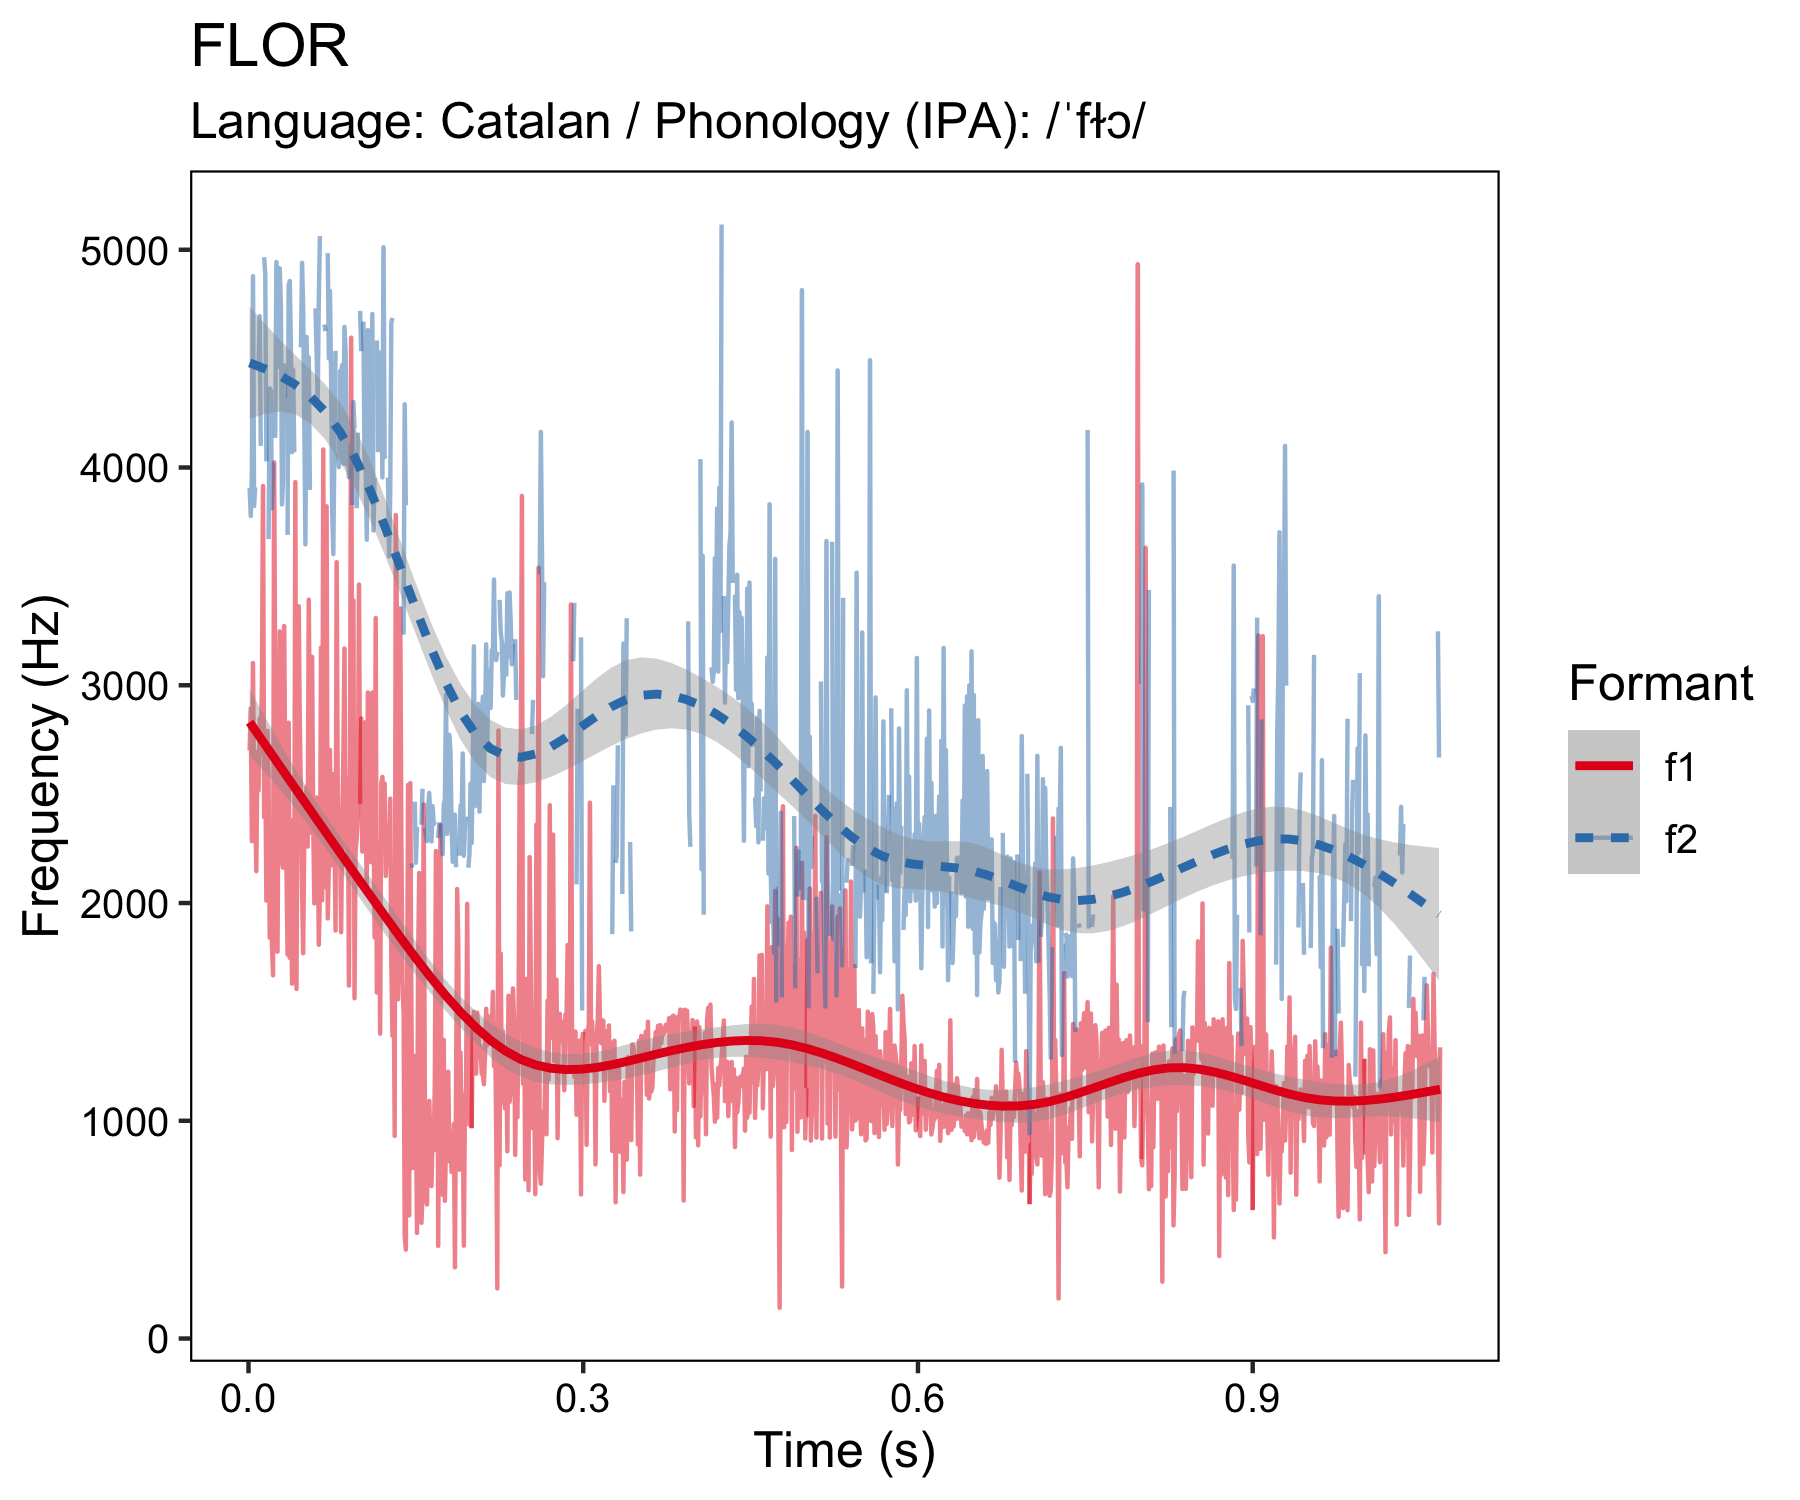 FLOR
Language: Catalan / Phonology (IPA): /ˈfɫɔ/
Frequency (Hz)
5000
4000
3000
2000
1000
0
0.0
0.3
0.6
0.9
Time (s)
Formant
f1
f2